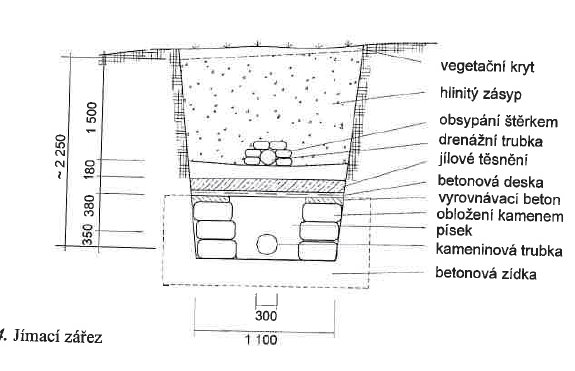 vegetační kryt
hlinitý zásyp
obsypání štěrkem
drenážní trubka
jílové těsnění
betonová deska
vyrovnávací beton
obložení kamenem
písek
kameninová trubka
betonová zídka
~ 2 250
1 500
180
380
350
300
1 100
4. Jímací zářez